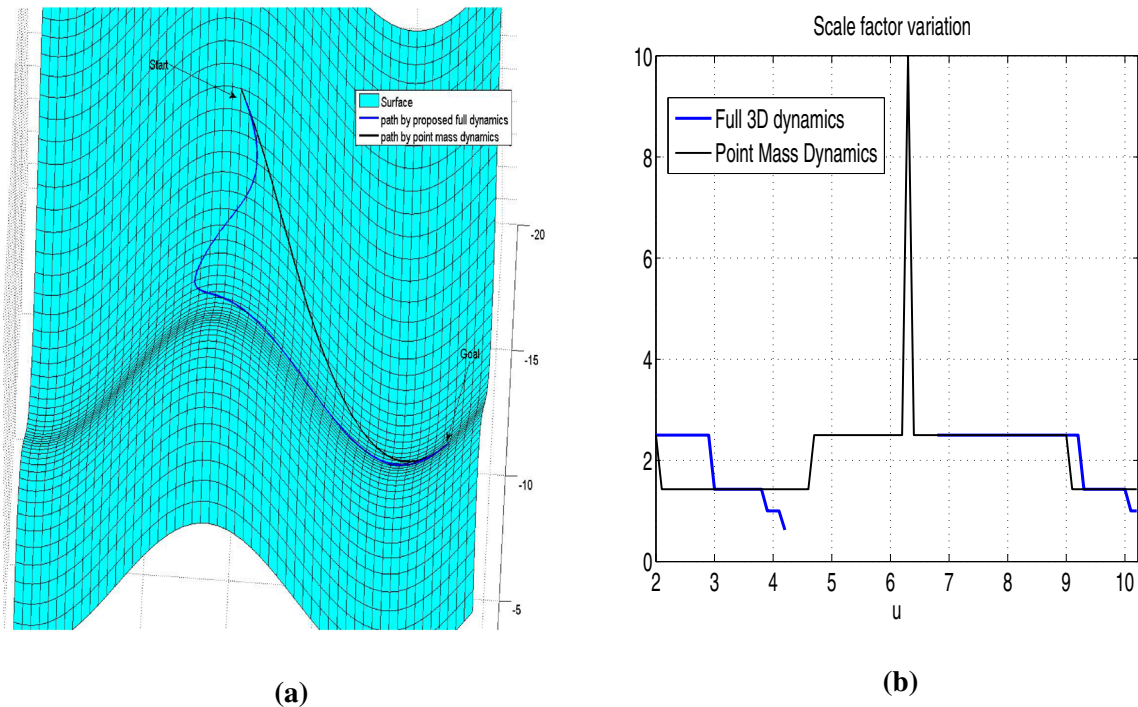 Start
Surface
path by proposed full dynamics
path by point mass dynamics
Goal
-20
-15
-10
-5
(a)
Scale factor variation
10
8
6
4
2
0
Full 3D dynamics
Point Mass Dynamics
2 3 4 5 6 7 8 9 10
u
(b)